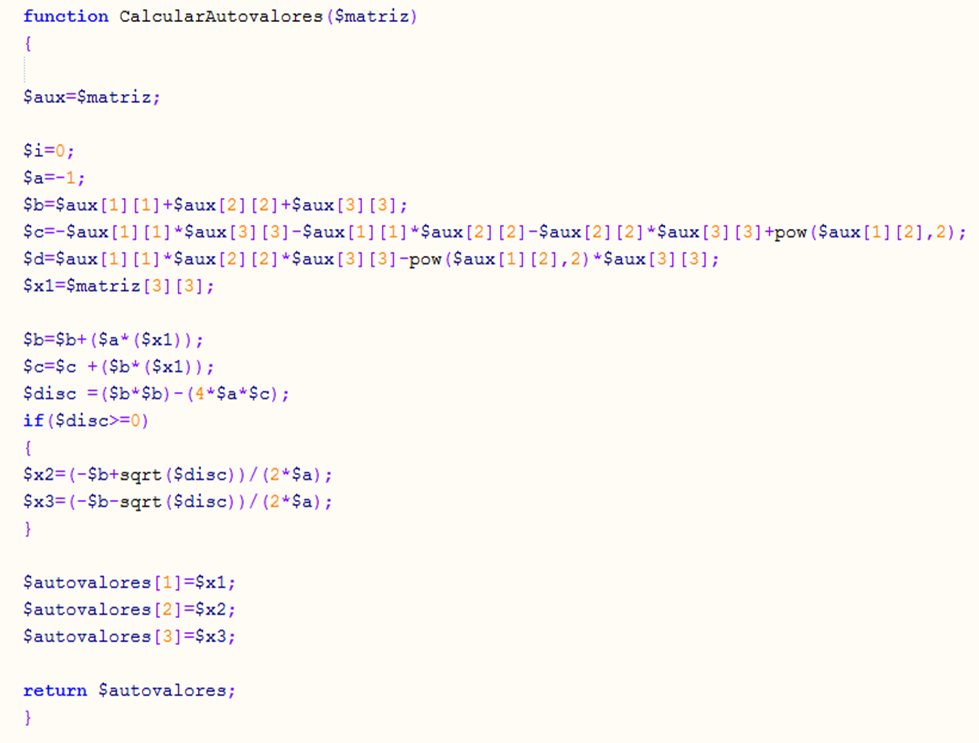 function CalcularAutovalores($matriz)
{
$aux=$matriz;
$i=0;
$a=-1;
$b=$aux[1][1]+$aux[2][2]+$aux[3][3];
$c=-$aux[1][1]*$aux[3][3]-$aux[1][1]*$aux[2][2]-$aux[2][2]*$aux[3][3]+pow($aux[1][2],2);
$d=$aux[1][1]*$aux[2][2]*$aux[3][3]-pow($aux[1][2],2)*$aux[3][3];
$x1=$matriz[3][3];
$b=$b+($a*($x1));
$c=$c +($b*($x1));
$disc =($b*$b)-(4*$a*$c);
if($disc>=0)
{
$x2=(-$b+sqrt($disc))/(2*$a);
$x3=(-$b-sqrt($disc))/(2*$a);
}
$autovalores[1]=$x1;
$autovalores[2]=$x2;
$autovalores[3]=$x3;
return $autovalores;
}